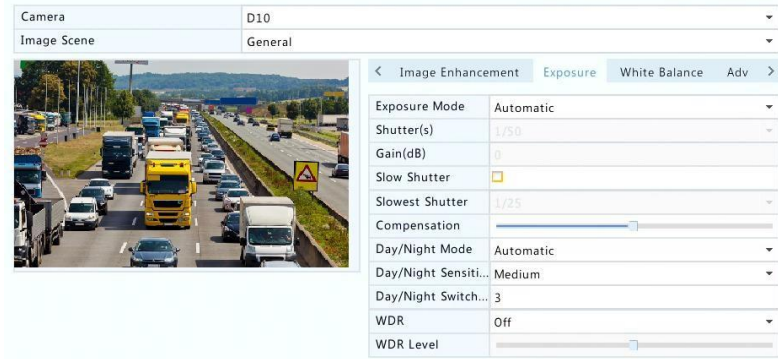 Camera D10
Image Scene General
< Image Enhancement Exposure White Balance Adv >
Exposure Mode Automatic
Shutter(s) 1/50
Gain(dB) 0
Slow Shutter
Slowest Shutter 1/25
Compensation
Day/Night Mode Automatic
Day/Night Sensiti... Medium
Day/Night Switch... 3
WDR Off
WDR Level